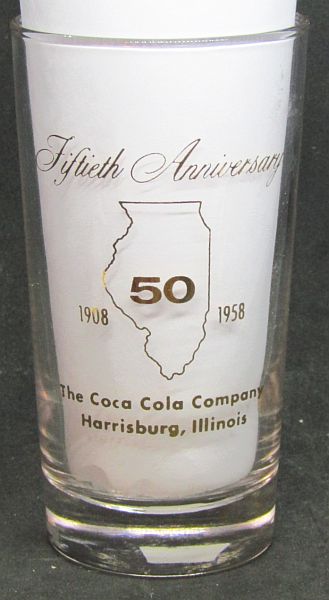 Fiftieth Anniversary
50
1908 1958
The Coca Cola Company
Harrisburg, Illinois